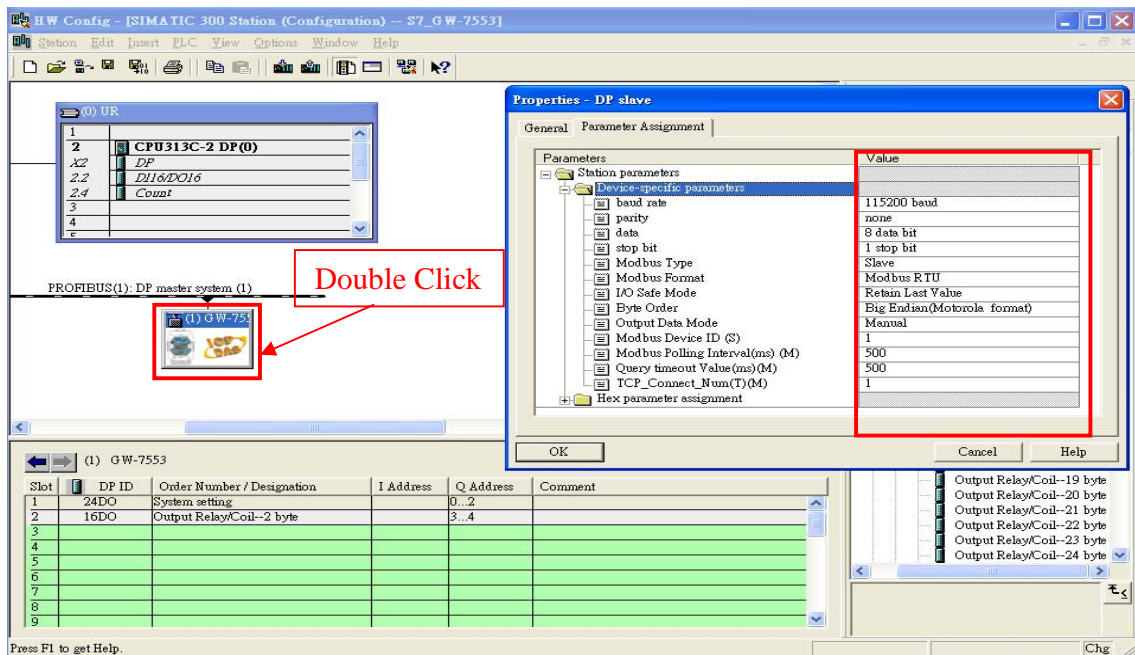 HW Config - [SIMATIC 300 Station (Configuration) -- S7_GW-7553]
Station Edit Insert PLC View Options Window Help
(0) UR
1
2 CPU313C-2 DP(0)
X2 DP
2.2 DI16/DO16
2.4 Count
3
4
PROFIBUS(1): DP master system (1)
(1) GW-755
ICP DAS
Double Click
Properties - DP slave
General Parameter Assignment
Parameters Value
Station parameters
Device-specific parameters
baud rate 115200 baud
parity none
data 8 data bit
stop bit 1 stop bit
Modbus Type Slave
Modbus Format Modbus RTU
I/O Safe Mode Retain Last Value
Byte Order Big Endian(Motorola format)
Output Data Mode Manual
Modbus Device ID (S) 1
Modbus Polling Interval(ms) (M) 500
Query timeout Value(ms)(M) 500
TCP_Connect_Num(T)(M) 1
Hex parameter assignment
OK Cancel Help
(1) GW-7553
Slot DP ID Order Number / Designation I Address Q Address Comment
1 24DO System setting 0...2
2 16DO Output Relay/Coil--2 byte 3...4
3
4
5
6
7
8
9
Output Relay/Coil--19 byte
Output Relay/Coil--20 byte
Output Relay/Coil--21 byte
Output Relay/Coil--22 byte
Output Relay/Coil--23 byte
Output Relay/Coil--24 byte
Press F1 to get Help. Chg